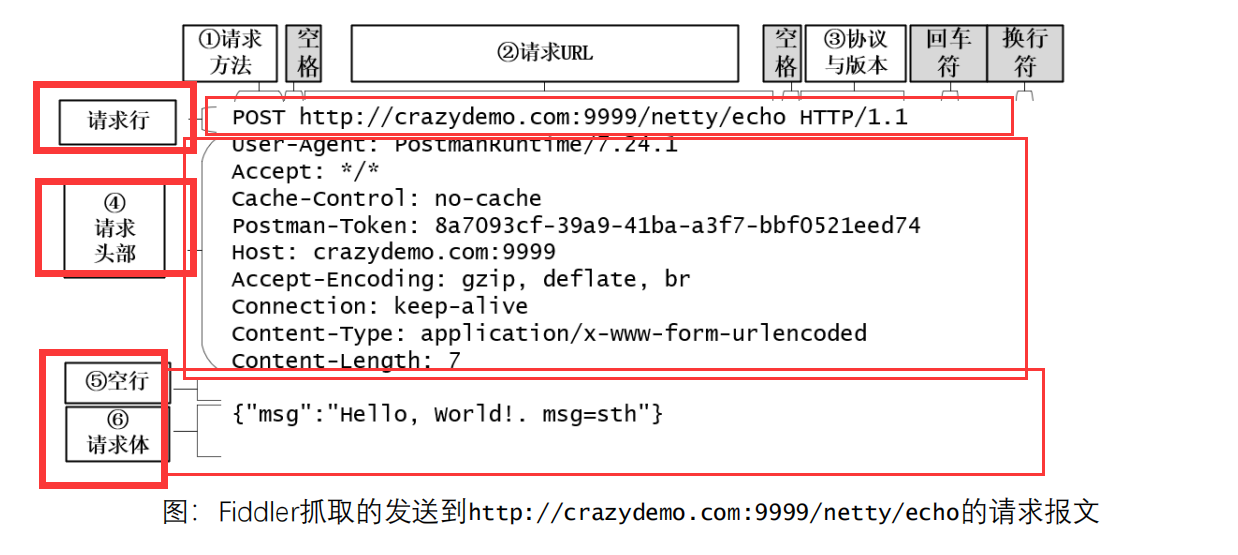 ①请求
方法
空
格
②请求URL
空
格
③协议
与版本
回车
符
换行
符
请求行
POST http://crazydemo.com:9999/netty/echo HTTP/1.1
④
请求
头部
User-Agent: PostmanRuntime/7.24.1
Accept: */*
Cache-Control: no-cache
Postman-Token: 8a7093cf-39a9-41ba-a3f7-bbf0521eed74
Host: crazydemo.com:9999
Accept-Encoding: gzip, deflate, br
Connection: keep-alive
Content-Type: application/x-www-form-urlencoded
Content-Length: 7
⑤空行
⑥
请求体
{"msg":"Hello, World!. msg=sth"}
图：Fiddler抓取的发送到http://crazydemo.com:9999/netty/echo的请求报文